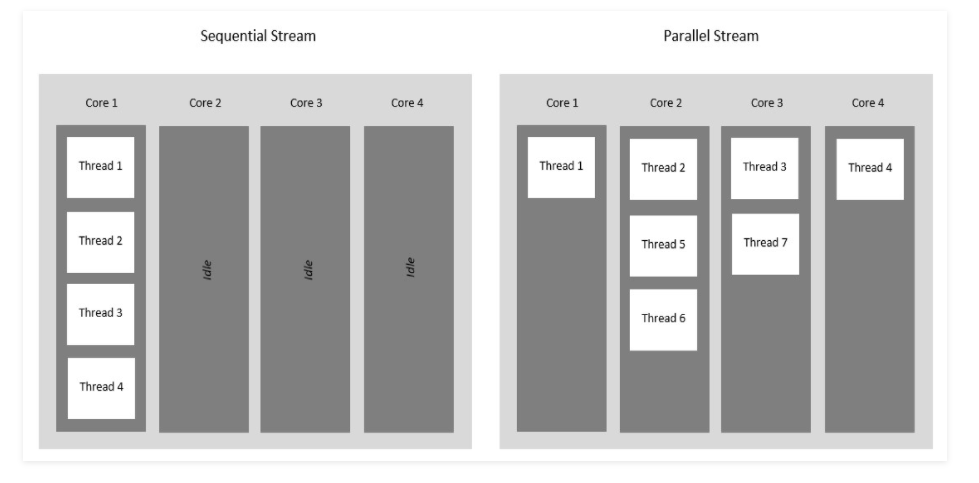 Sequential Stream
Core 1
Core 2
Core 3
Core 4
Thread 1
Thread 2
Thread 3
Thread 4
Idle
Idle
Idle
Parallel Stream
Core 1
Core 2
Core 3
Core 4
Thread 1
Thread 2
Thread 5
Thread 6
Thread 3
Thread 7
Thread 4